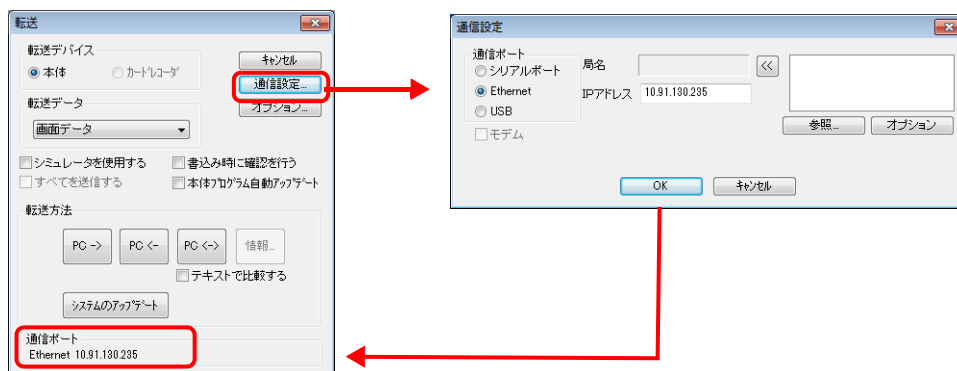 転送
転送デバイス
本体
カードレコーダ
キャンセル
通信設定...
オプション...
転送データ
画面データ
シミュレータを使用する
書込み時に確認を行う
すべてを送信する
本体プログラム自動アップデート
転送方法
PC ->
PC <-
PC <->
情報...
テキストで比較する
システムのアップデート
通信ポート
Ethernet 10.91.130.235
通信設定
通信ポート
シリアルポート
Ethernet
USB
モデム
局名
<<
IPアドレス 10.91.130.235
参照...
オプション
OK
キャンセル